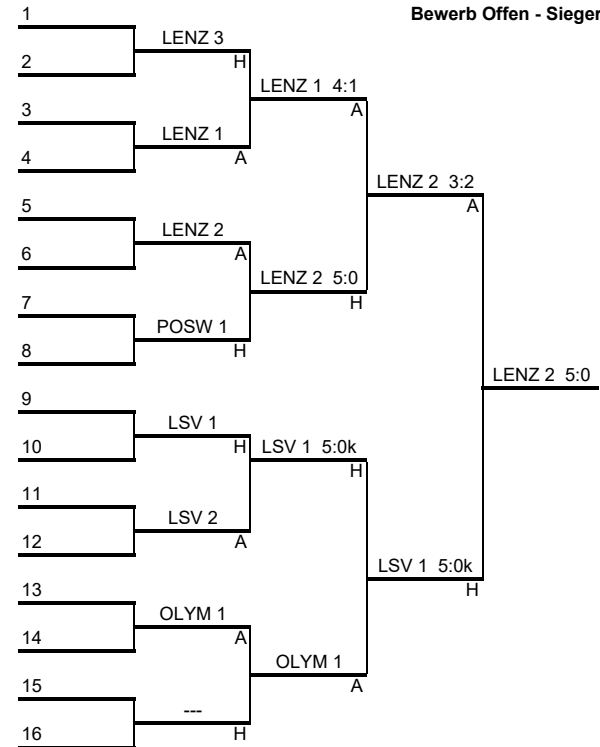 Bewerb Offen - Sieger
1
LENZ 3
2
H
LENZ 1 4:1
A
3
LENZ 1
4
A
LENZ 2 3:2
A
5
LENZ 2
6
A
LENZ 2 5:0
H
7
POSW 1
8
H
LENZ 2 5:0
9
LSV 1
10
H
LSV 1 5:0k
H
11
LSV 2
12
A
LSV 1 5:0k
H
13
OLYM 1
14
A
OLYM 1
A
15
---
16
H